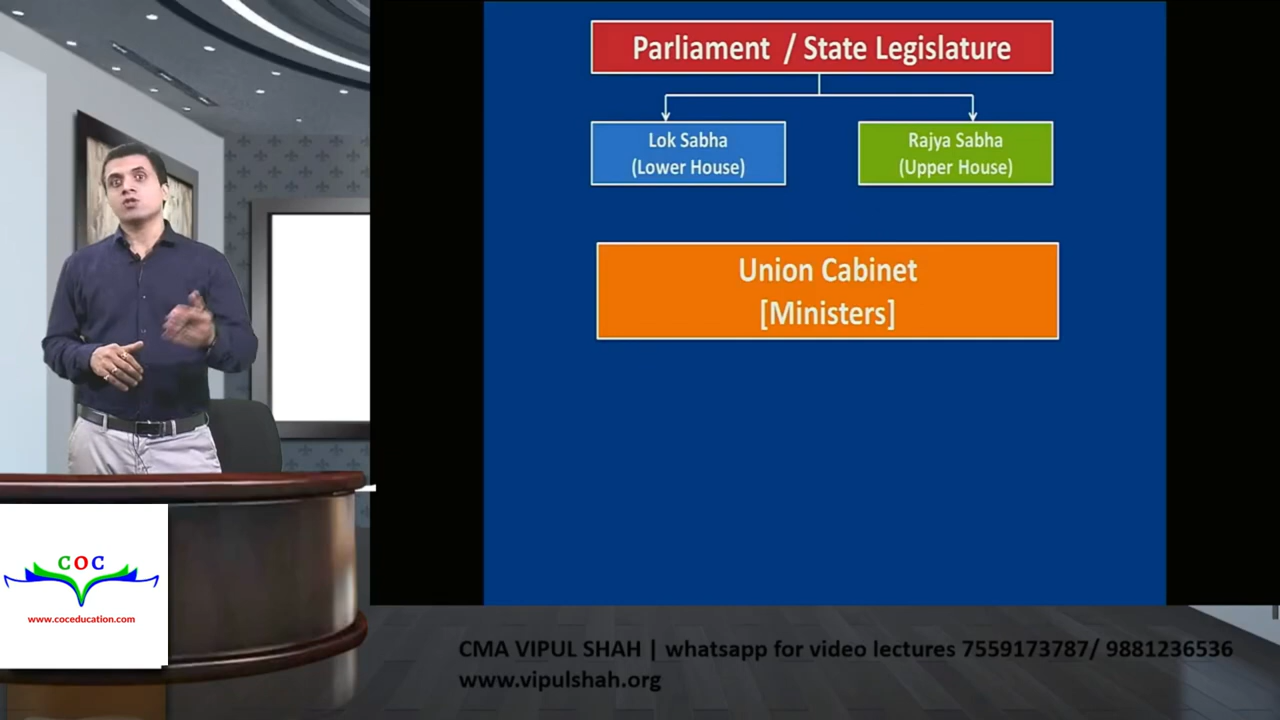 Parliament / State Legislature
Lok Sabha
(Lower House)
Rajya Sabha
(Upper House)
Union Cabinet
[Ministers]
COC
www.coceducation.com
CMA VIPUL SHAH | whatsapp for video lectures 7559173787/ 9881236536
www.vipulshah.org